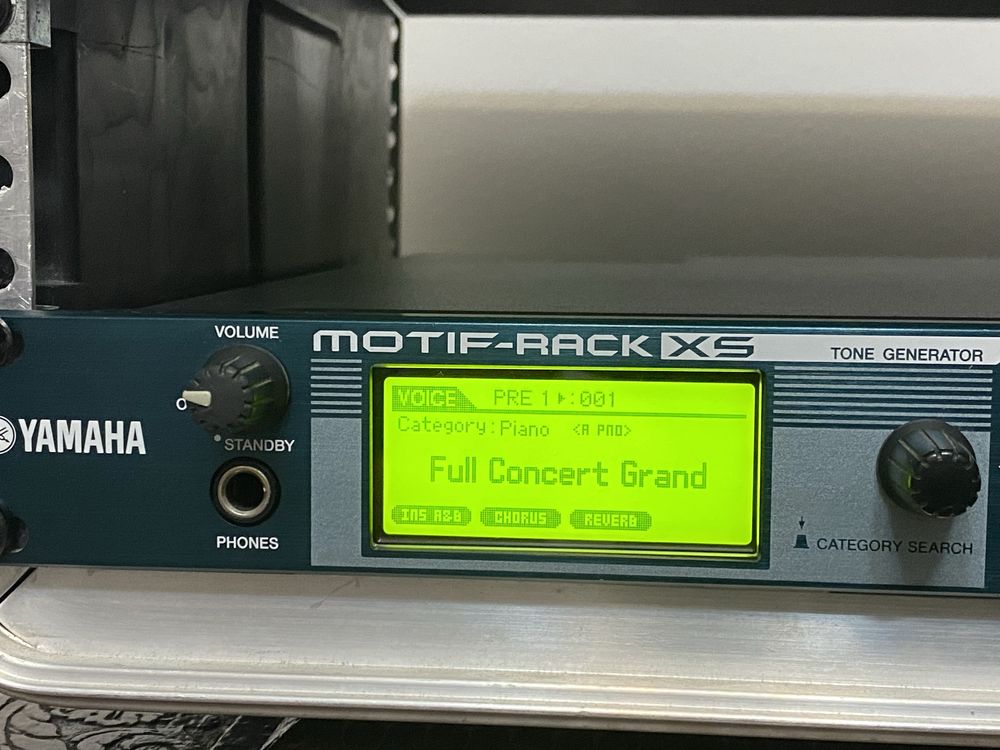 VOLUME
MOTIF-RACK XS
TONE GENERATOR
0
YAMAHA
STANDBY
PHONES
VOICE PRE 1 :001
Category:Piano <A PNO>
Full Concert Grand
INS A&B CHORUS REVERB
CATEGORY SEARCH